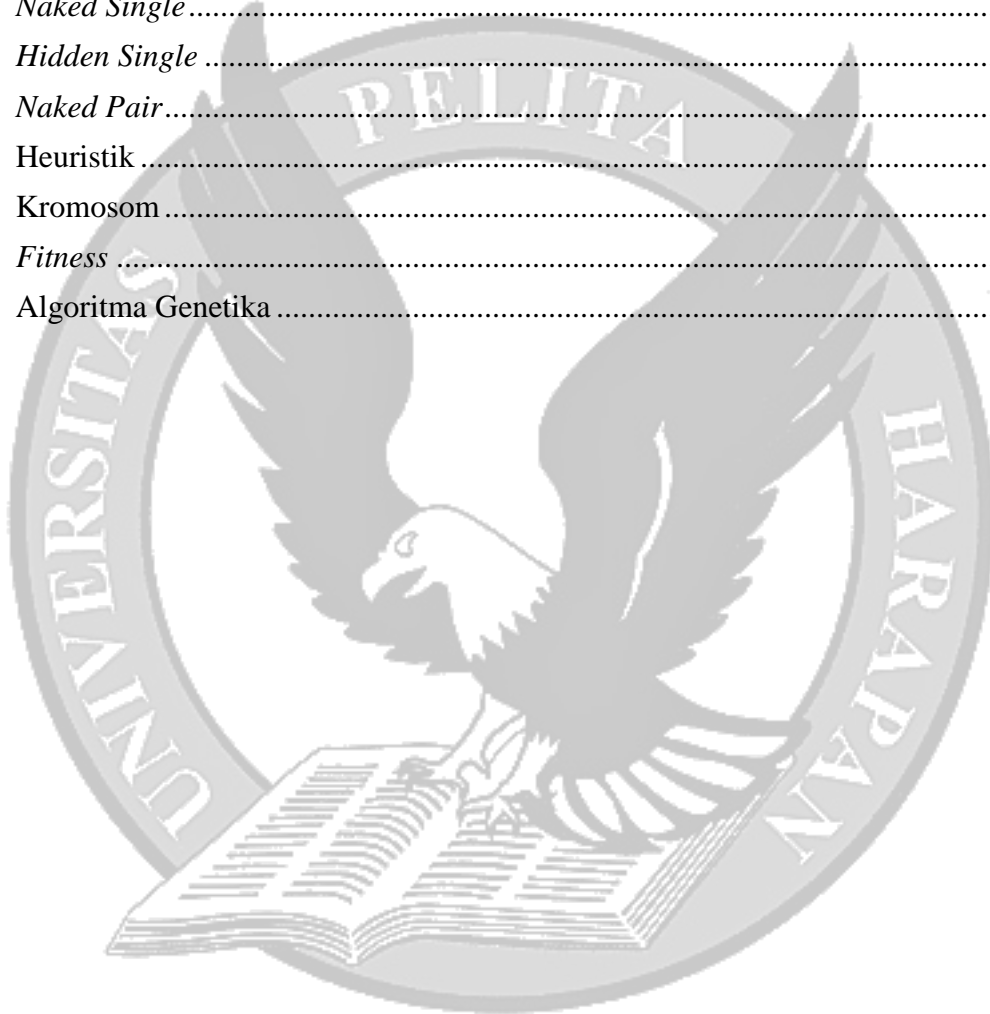 Naked Single ........................................................................................................
Hidden Single ......................................................................................................
Naked Pair...........................................................................................................
Heuristik ..............................................................................................................
Kromosom ...........................................................................................................
Fitness .................................................................................................................
Algoritma Genetika .............................................................................................
UNIVERSITAS PELITA HARAPAN